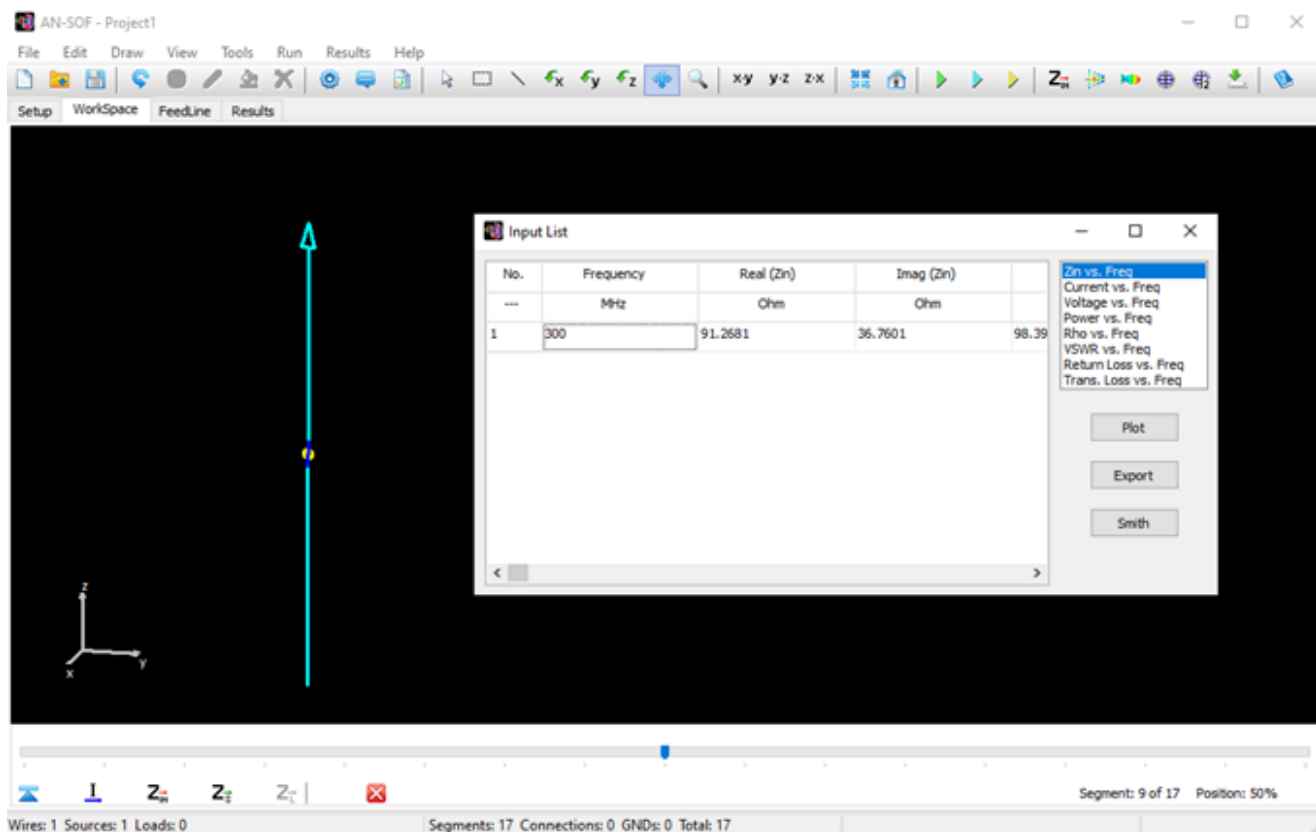 AN-SOF - Project1
File Edit Draw View Tools Run Results Help
x y z x·y y·z z·x Z IN 2
Setup WorkSpace FeedLine Results
Input List
No. Frequency Real (Zin) Imag (Zin)
--- MHz Ohm Ohm
1 300 91.2681 36.7601 98.39
Zin vs. Freq
Current vs. Freq
Voltage vs. Freq
Power vs. Freq
Rho vs. Freq
VSWR vs. Freq
Return Loss vs. Freq
Trans. Loss vs. Freq
Plot
Export
Smith
z
y
x
I Z IN Z S Z L Segment: 9 of 17 Position: 50%
Wires: 1 Sources: 1 Loads: 0 Segments: 17 Connections: 0 GNDs: 0 Total: 17